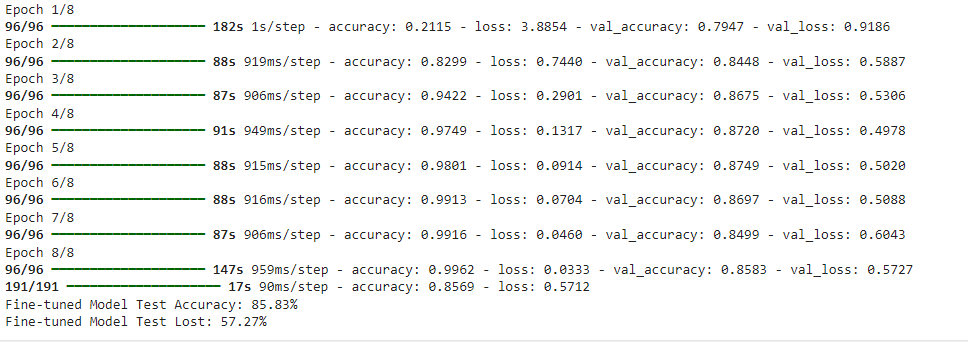 Epoch 1/8
96/96 ━━━━━━━━━━━━━━━━━━━━ 182s 1s/step - accuracy: 0.2115 - loss: 3.8854 - val_accuracy: 0.7947 - val_loss: 0.9186
Epoch 2/8
96/96 ━━━━━━━━━━━━━━━━━━━━ 88s 919ms/step - accuracy: 0.8299 - loss: 0.7440 - val_accuracy: 0.8448 - val_loss: 0.5887
Epoch 3/8
96/96 ━━━━━━━━━━━━━━━━━━━━ 87s 906ms/step - accuracy: 0.9422 - loss: 0.2901 - val_accuracy: 0.8675 - val_loss: 0.5306
Epoch 4/8
96/96 ━━━━━━━━━━━━━━━━━━━━ 91s 949ms/step - accuracy: 0.9749 - loss: 0.1317 - val_accuracy: 0.8720 - val_loss: 0.4978
Epoch 5/8
96/96 ━━━━━━━━━━━━━━━━━━━━ 88s 915ms/step - accuracy: 0.9801 - loss: 0.0914 - val_accuracy: 0.8749 - val_loss: 0.5020
Epoch 6/8
96/96 ━━━━━━━━━━━━━━━━━━━━ 88s 916ms/step - accuracy: 0.9913 - loss: 0.0704 - val_accuracy: 0.8697 - val_loss: 0.5088
Epoch 7/8
96/96 ━━━━━━━━━━━━━━━━━━━━ 87s 906ms/step - accuracy: 0.9916 - loss: 0.0460 - val_accuracy: 0.8499 - val_loss: 0.6043
Epoch 8/8
96/96 ━━━━━━━━━━━━━━━━━━━━ 147s 959ms/step - accuracy: 0.9962 - loss: 0.0333 - val_accuracy: 0.8583 - val_loss: 0.5727
191/191 ━━━━━━━━━━━━━━━━━━━━ 17s 90ms/step - accuracy: 0.8569 - loss: 0.5712
Fine-tuned Model Test Accuracy: 85.83%
Fine-tuned Model Test Lost: 57.27%